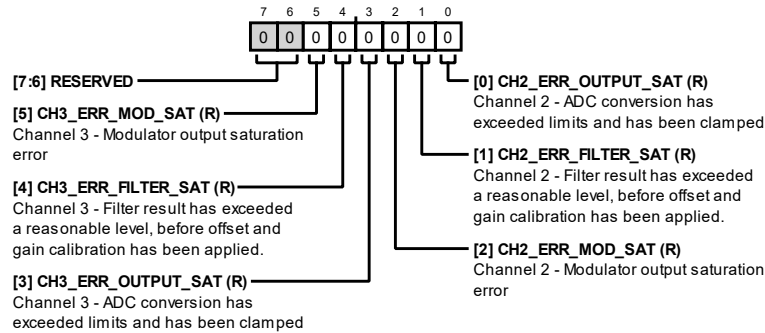 7 6 5 4 3 2 1 0
0 0 0 0 0 0 0 0
[7:6] RESERVED
[5] CH3_ERR_MOD_SAT (R)
Channel 3 - Modulator output saturation
error
[4] CH3_ERR_FILTER_SAT (R)
Channel 3 - Filter result has exceeded
a reasonable level, before offset and
gain calibration has been applied.
[3] CH3_ERR_OUTPUT_SAT (R)
Channel 3 - ADC conversion has
exceeded limits and has been clamped
[0] CH2_ERR_OUTPUT_SAT (R)
Channel 2 - ADC conversion has
exceeded limits and has been clamped
[1] CH2_ERR_FILTER_SAT (R)
Channel 2 - Filter result has exceeded
a reasonable level, before offset and
gain calibration has been applied.
[2] CH2_ERR_MOD_SAT (R)
Channel 2 - Modulator output saturation
error